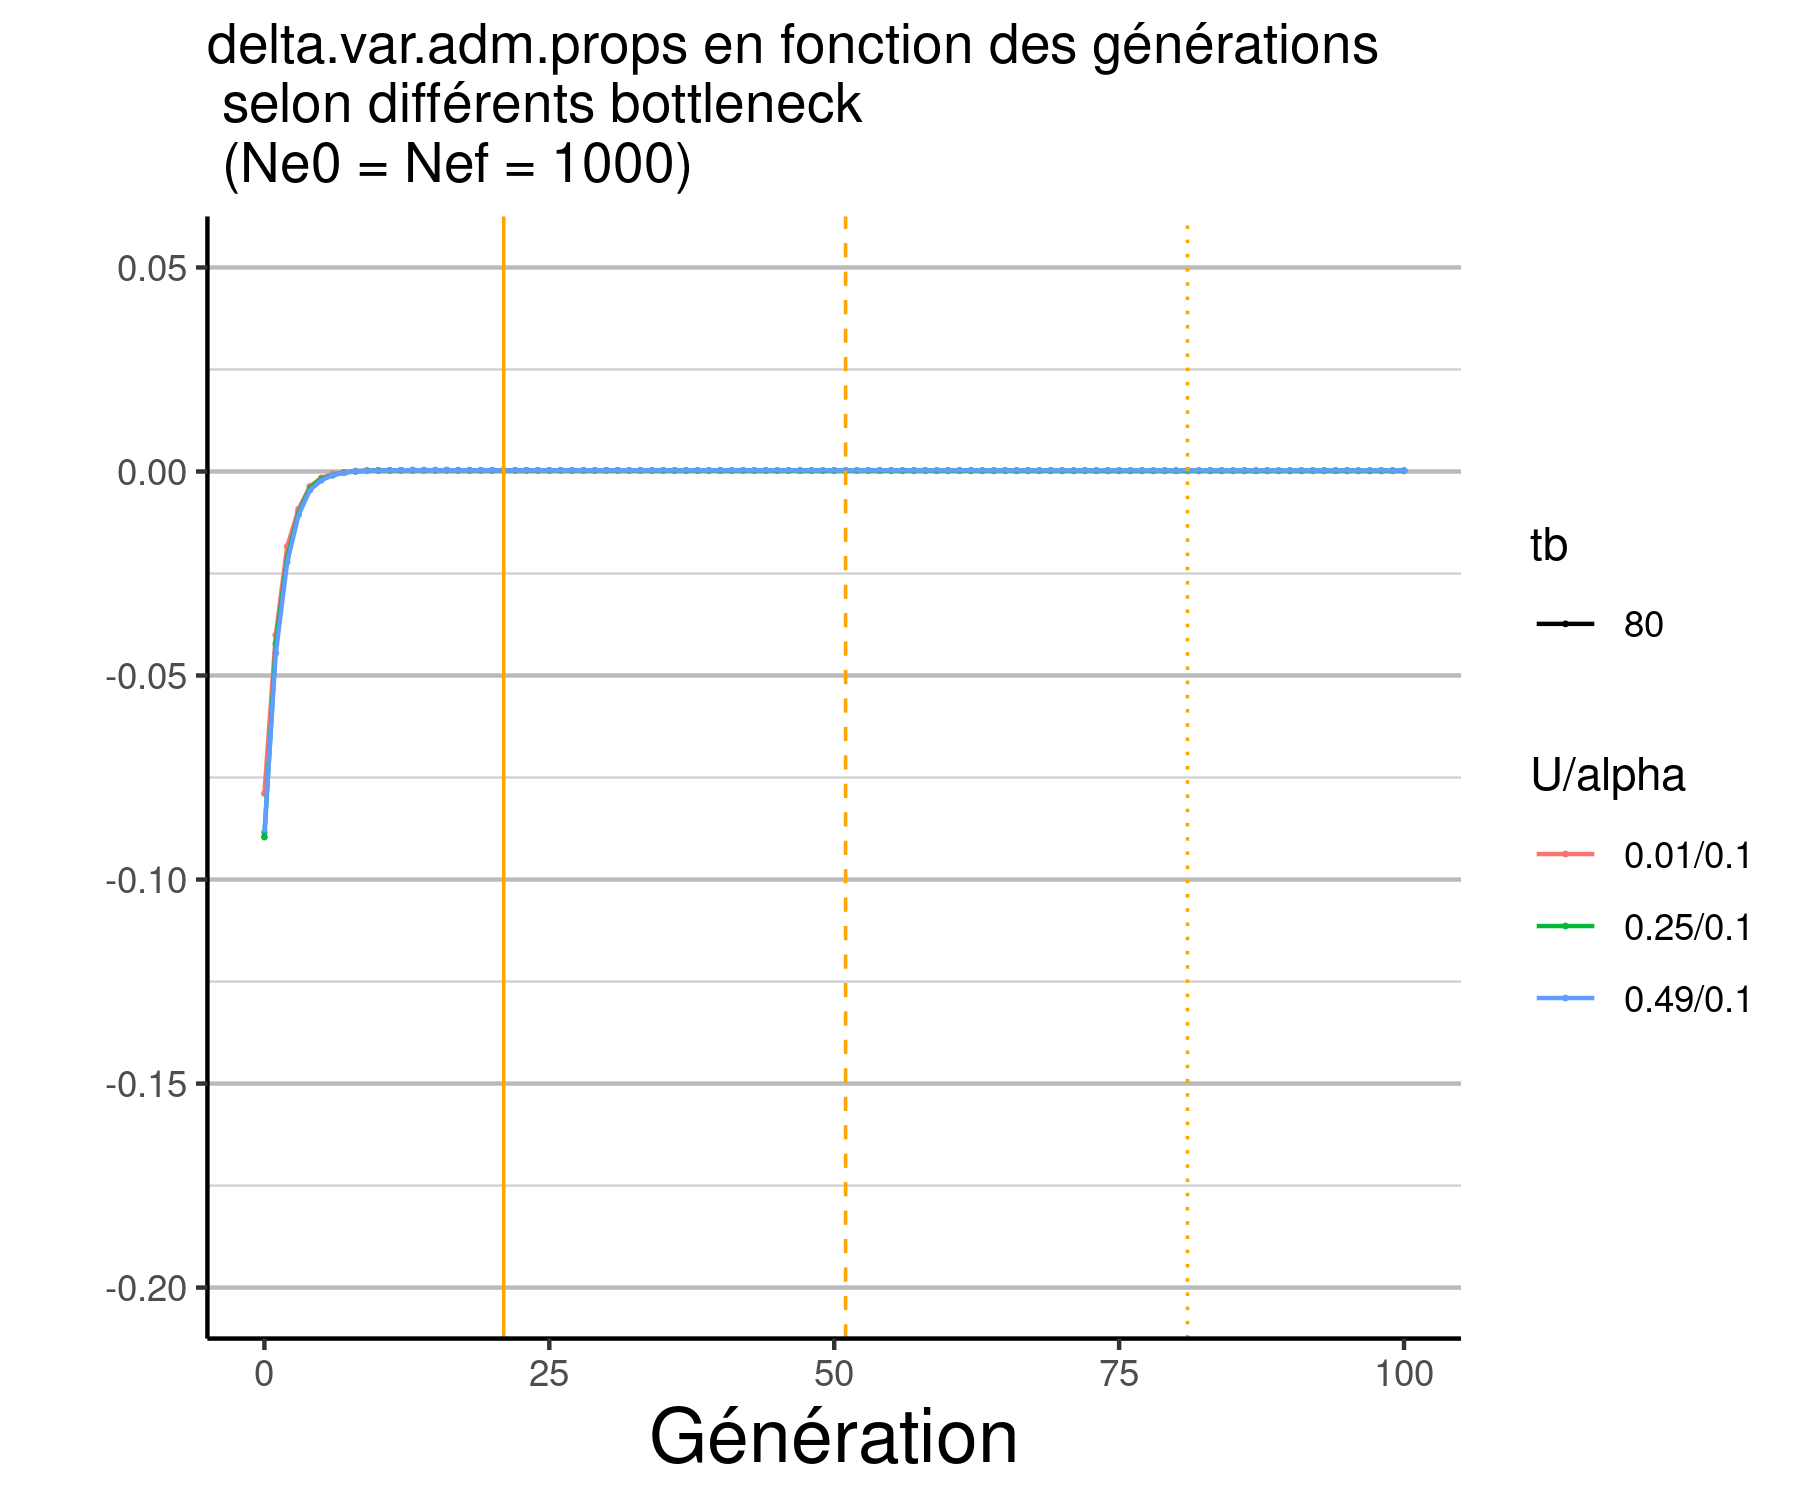 delta.var.adm.props en fonction des générations
selon différents bottleneck
(Ne0 = Nef = 1000)
0.05
0.00
-0.05
-0.10
-0.15
-0.20
0 25 50 75 100
Génération
tb
80
U/alpha
0.01/0.1
0.25/0.1
0.49/0.1